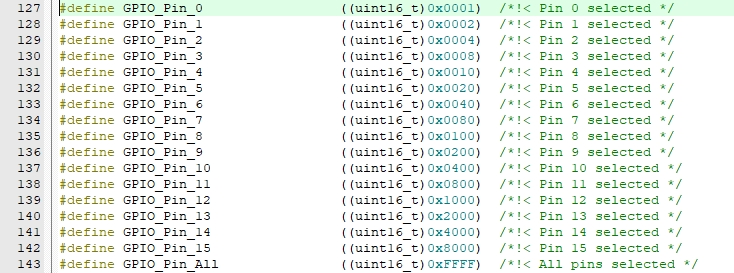 127 #define GPIO_Pin_0 ((uint16_t)0x0001) /*!< Pin 0 selected */
128 #define GPIO_Pin_1 ((uint16_t)0x0002) /*!< Pin 1 selected */
129 #define GPIO_Pin_2 ((uint16_t)0x0004) /*!< Pin 2 selected */
130 #define GPIO_Pin_3 ((uint16_t)0x0008) /*!< Pin 3 selected */
131 #define GPIO_Pin_4 ((uint16_t)0x0010) /*!< Pin 4 selected */
132 #define GPIO_Pin_5 ((uint16_t)0x0020) /*!< Pin 5 selected */
133 #define GPIO_Pin_6 ((uint16_t)0x0040) /*!< Pin 6 selected */
134 #define GPIO_Pin_7 ((uint16_t)0x0080) /*!< Pin 7 selected */
135 #define GPIO_Pin_8 ((uint16_t)0x0100) /*!< Pin 8 selected */
136 #define GPIO_Pin_9 ((uint16_t)0x0200) /*!< Pin 9 selected */
137 #define GPIO_Pin_10 ((uint16_t)0x0400) /*!< Pin 10 selected */
138 #define GPIO_Pin_11 ((uint16_t)0x0800) /*!< Pin 11 selected */
139 #define GPIO_Pin_12 ((uint16_t)0x1000) /*!< Pin 12 selected */
140 #define GPIO_Pin_13 ((uint16_t)0x2000) /*!< Pin 13 selected */
141 #define GPIO_Pin_14 ((uint16_t)0x4000) /*!< Pin 14 selected */
142 #define GPIO_Pin_15 ((uint16_t)0x8000) /*!< Pin 15 selected */
143 #define GPIO_Pin_All ((uint16_t)0xFFFF) /*!< All pins selected */